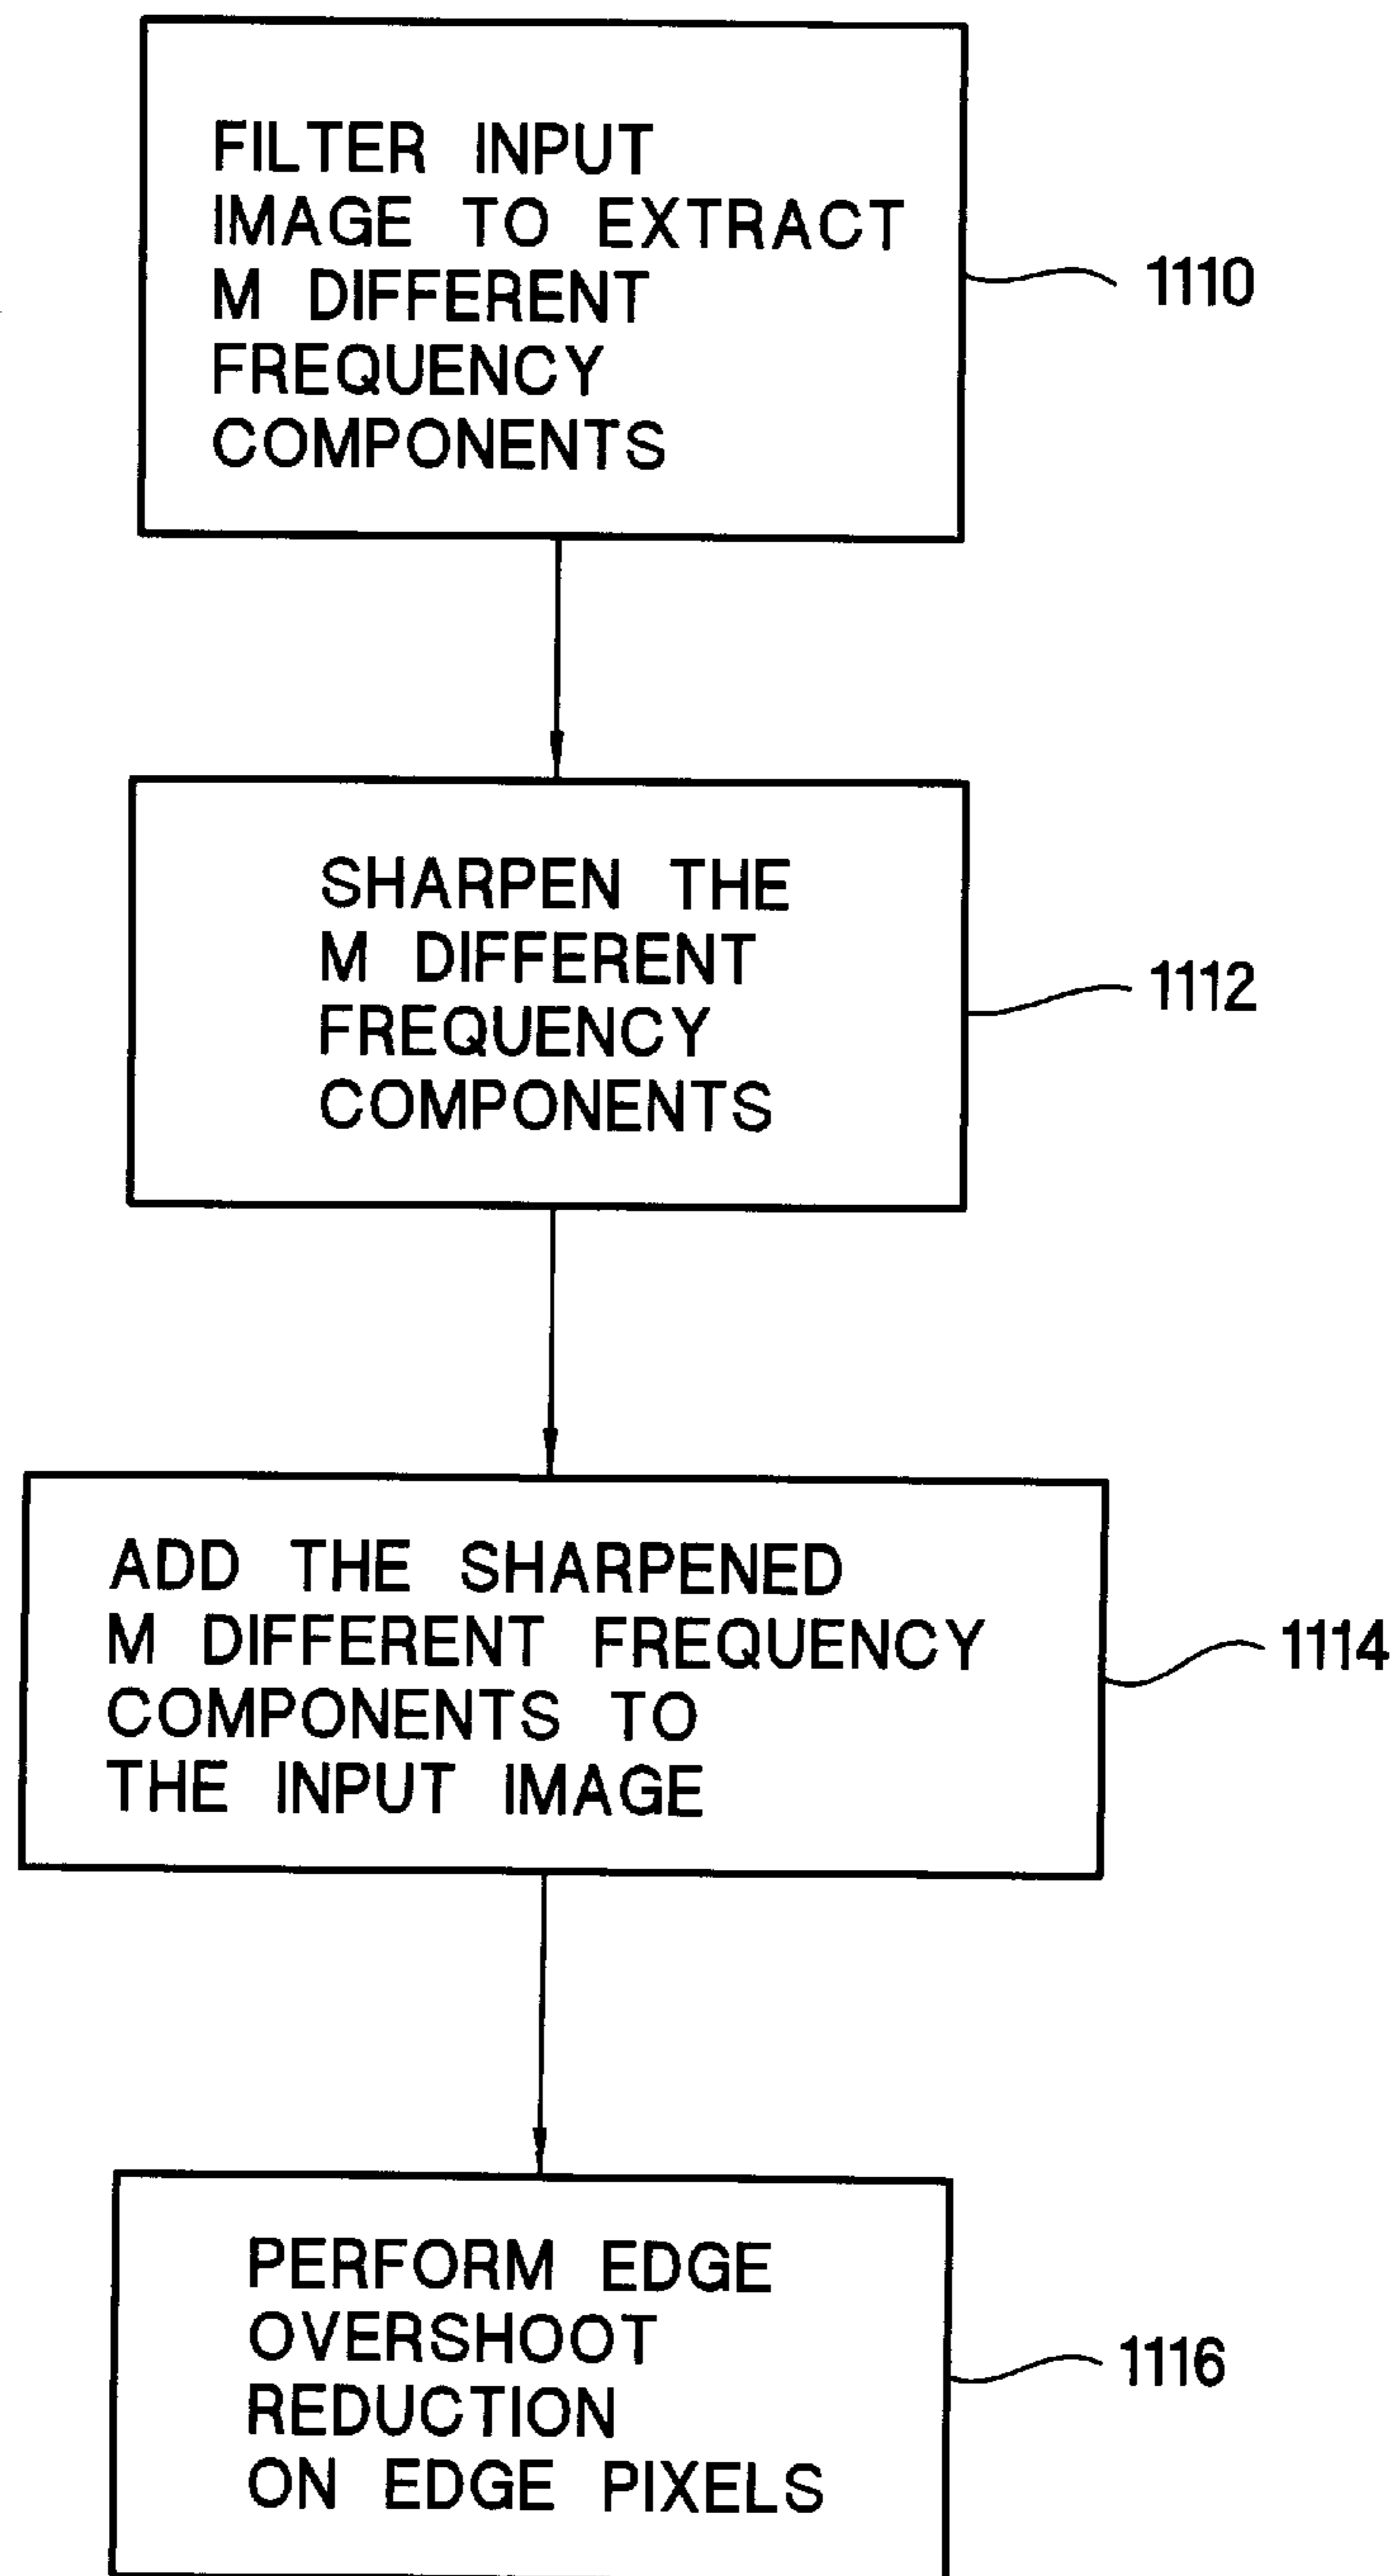 FILTER INPUT
IMAGE TO EXTRACT
M DIFFERENT
FREQUENCY
COMPONENTS
1110
SHARPEN THE
M DIFFERENT
FREQUENCY
COMPONENTS
1112
ADD THE SHARPENED
M DIFFERENT FREQUENCY
COMPONENTS TO
THE INPUT IMAGE
1114
PERFORM EDGE
OVERSHOOT
REDUCTION
ON EDGE PIXELS
1116